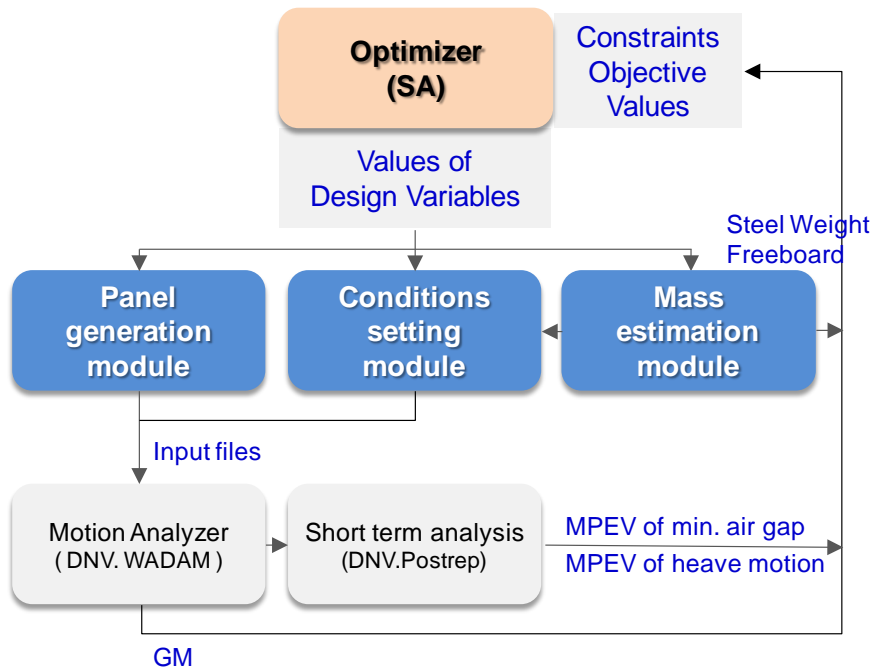 Optimizer
(SA)
Constraints
Objective
Values
Values of
Design Variables
Steel Weight
Freeboard
Panel
generation
module
Conditions
setting
module
Mass
estimation
module
Input files
Motion Analyzer
( DNV. WADAM )
Short term analysis
(DNV.Postrep)
MPEV of min. air gap
MPEV of heave motion
GM